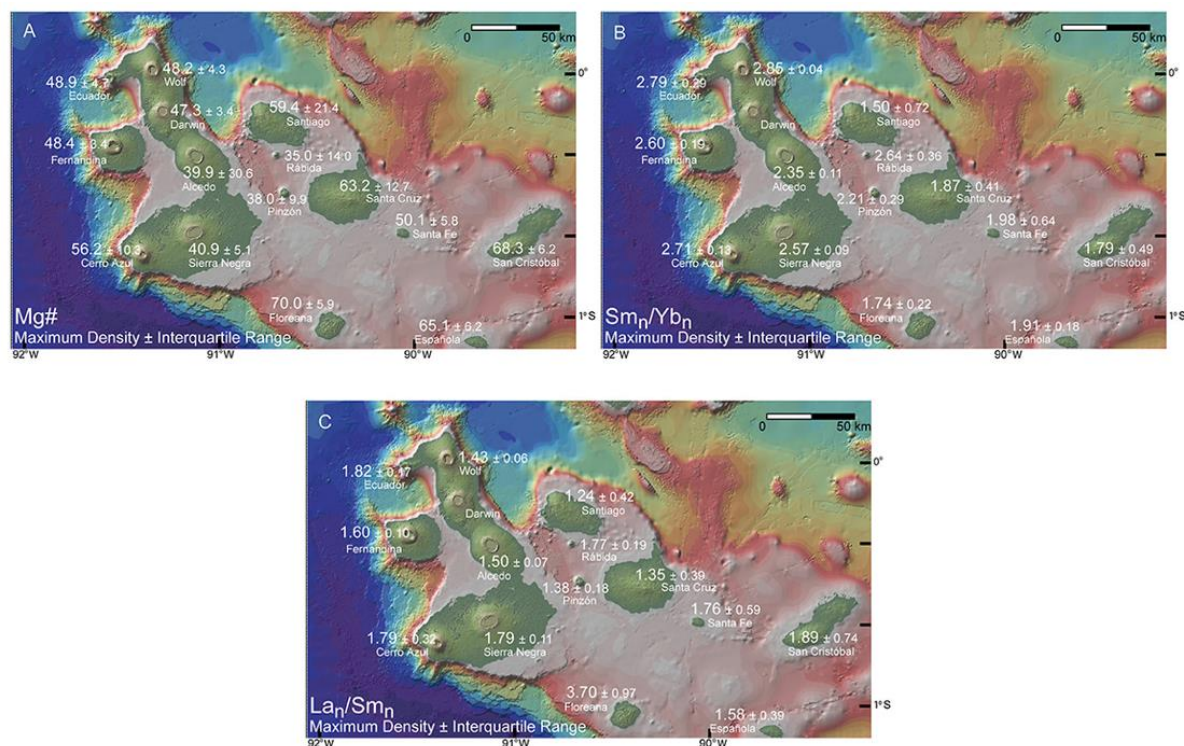 A
0 50 km
48.2 ± 4.3
Wolf
0°
48.9 ± 4.7
Ecuador
47.3 ± 3.4
Darwin
59.4 ± 21.4
Santiago
48.4 ± 3.4
Fernandina
35.0 ± 14.0
Rábida
39.9 ± 30.6
Alcedo
63.2 ± 12.7
Santa Cruz
38.0 ± 9.9
Pinzón
50.1 ± 5.8
Santa Fe
56.2 ± 10.3
Cerro Azul
40.9 ± 5.1
Sierra Negra
68.3 ± 6.2
San Cristóbal
70.0 ± 5.9
Floreana
65.1 ± 6.2
Española
1°S
Mg#
Maximum Density ± Interquartile Range
92°W 91°W 90°W
B
0 50 km
2.85 ± 0.04
Wolf
0°
2.79 ± 0.29
Ecuador
Darwin
1.50 ± 0.72
Santiago
2.60 ± 0.19
Fernandina
2.64 ± 0.36
Rábida
2.35 ± 0.11
Alcedo
1.87 ± 0.41
Santa Cruz
2.21 ± 0.29
Pinzón
1.98 ± 0.64
Santa Fe
2.71 ± 0.13
Cerro Azul
2.57 ± 0.09
Sierra Negra
1.79 ± 0.49
San Cristóbal
1.74 ± 0.22
Floreana
1.91 ± 0.18
Española
1°S
Smn/Ybn
Maximum Density ± Interquartile Range
92°W 91°W 90°W
C
0 50 km
1.43 ± 0.06
Wolf
0°
1.82 ± 0.17
Ecuador
Darwin
1.24 ± 0.42
Santiago
1.60 ± 0.10
Fernandina
1.77 ± 0.19
Rábida
1.50 ± 0.07
Alcedo
1.35 ± 0.39
Santa Cruz
1.38 ± 0.18
Pinzón
1.76 ± 0.59
Santa Fe
1.79 ± 0.32
Cerro Azul
1.79 ± 0.11
Sierra Negra
1.89 ± 0.74
San Cristóbal
3.70 ± 0.97
Floreana
1.58 ± 0.39
Española
1°S
Lan/Smn
Maximum Density ± Interquartile Range
92°W 91°W 90°W